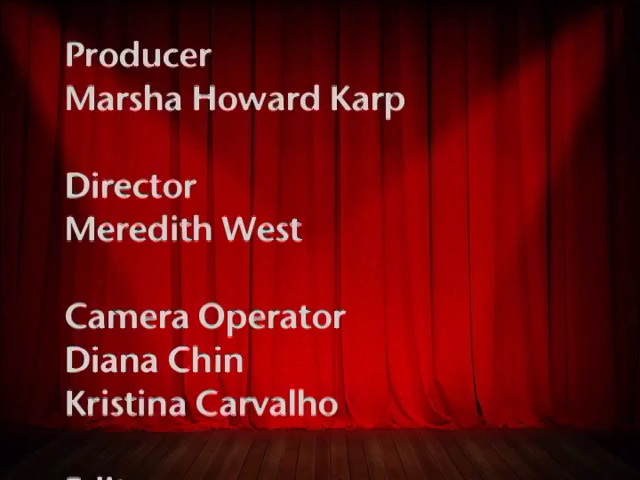 Producer
Marsha Howard Karp
Director
Meredith West
Camera Operator
Diana Chin
Kristina Carvalho